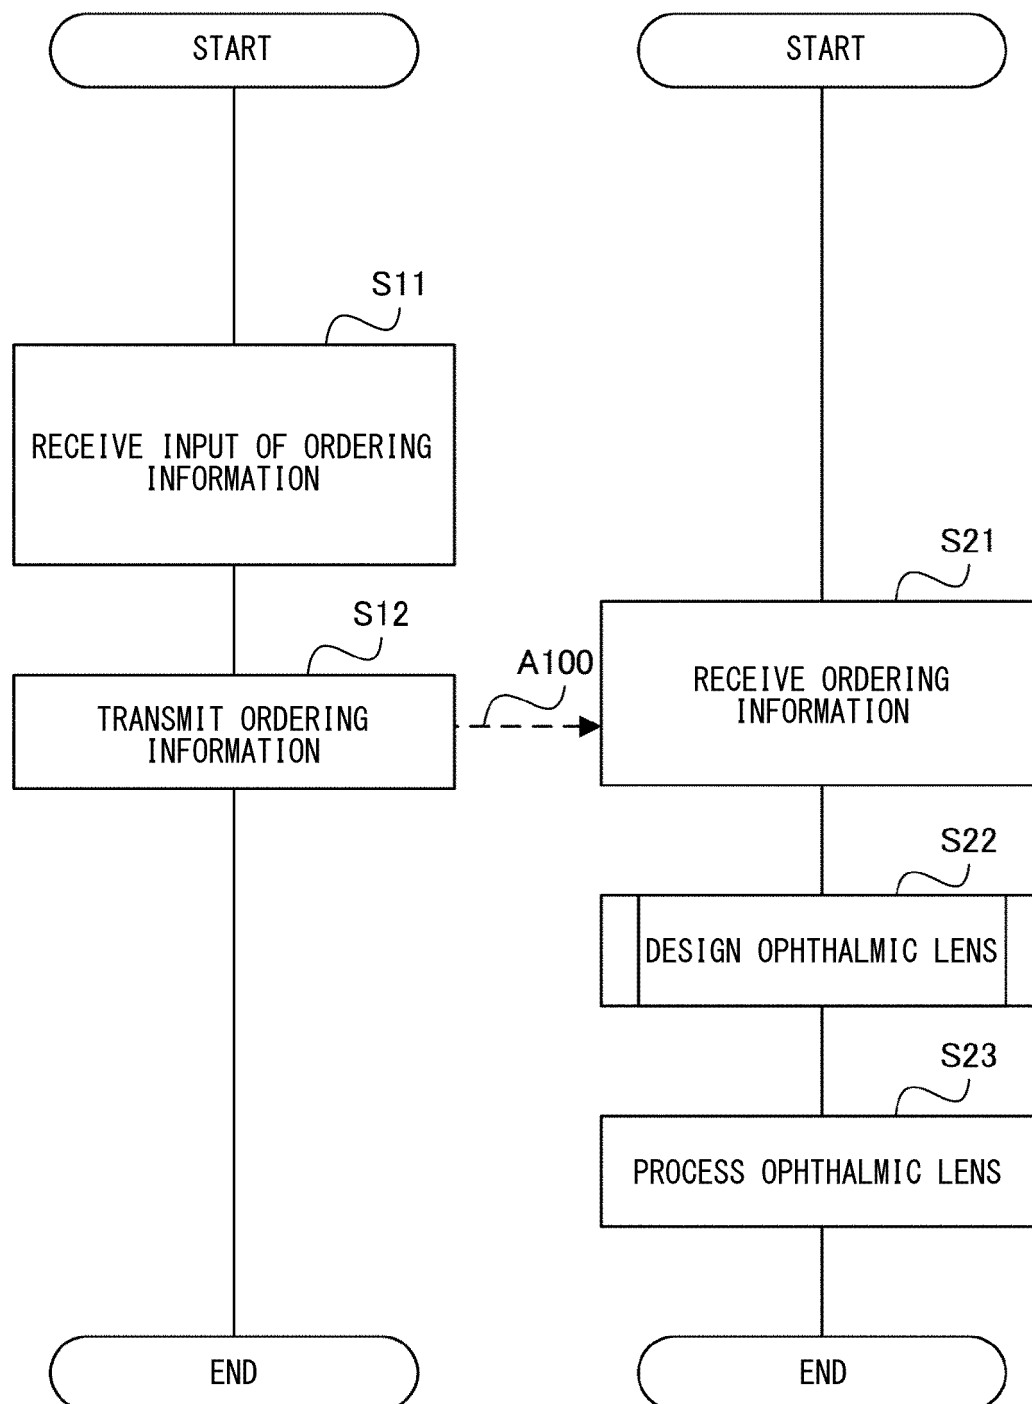 START
S11
RECEIVE INPUT OF ORDERING
INFORMATION
S12
TRANSMIT ORDERING
INFORMATION
A100
END
START
S21
RECEIVE ORDERING
INFORMATION
S22
DESIGN OPHTHALMIC LENS
S23
PROCESS OPHTHALMIC LENS
END